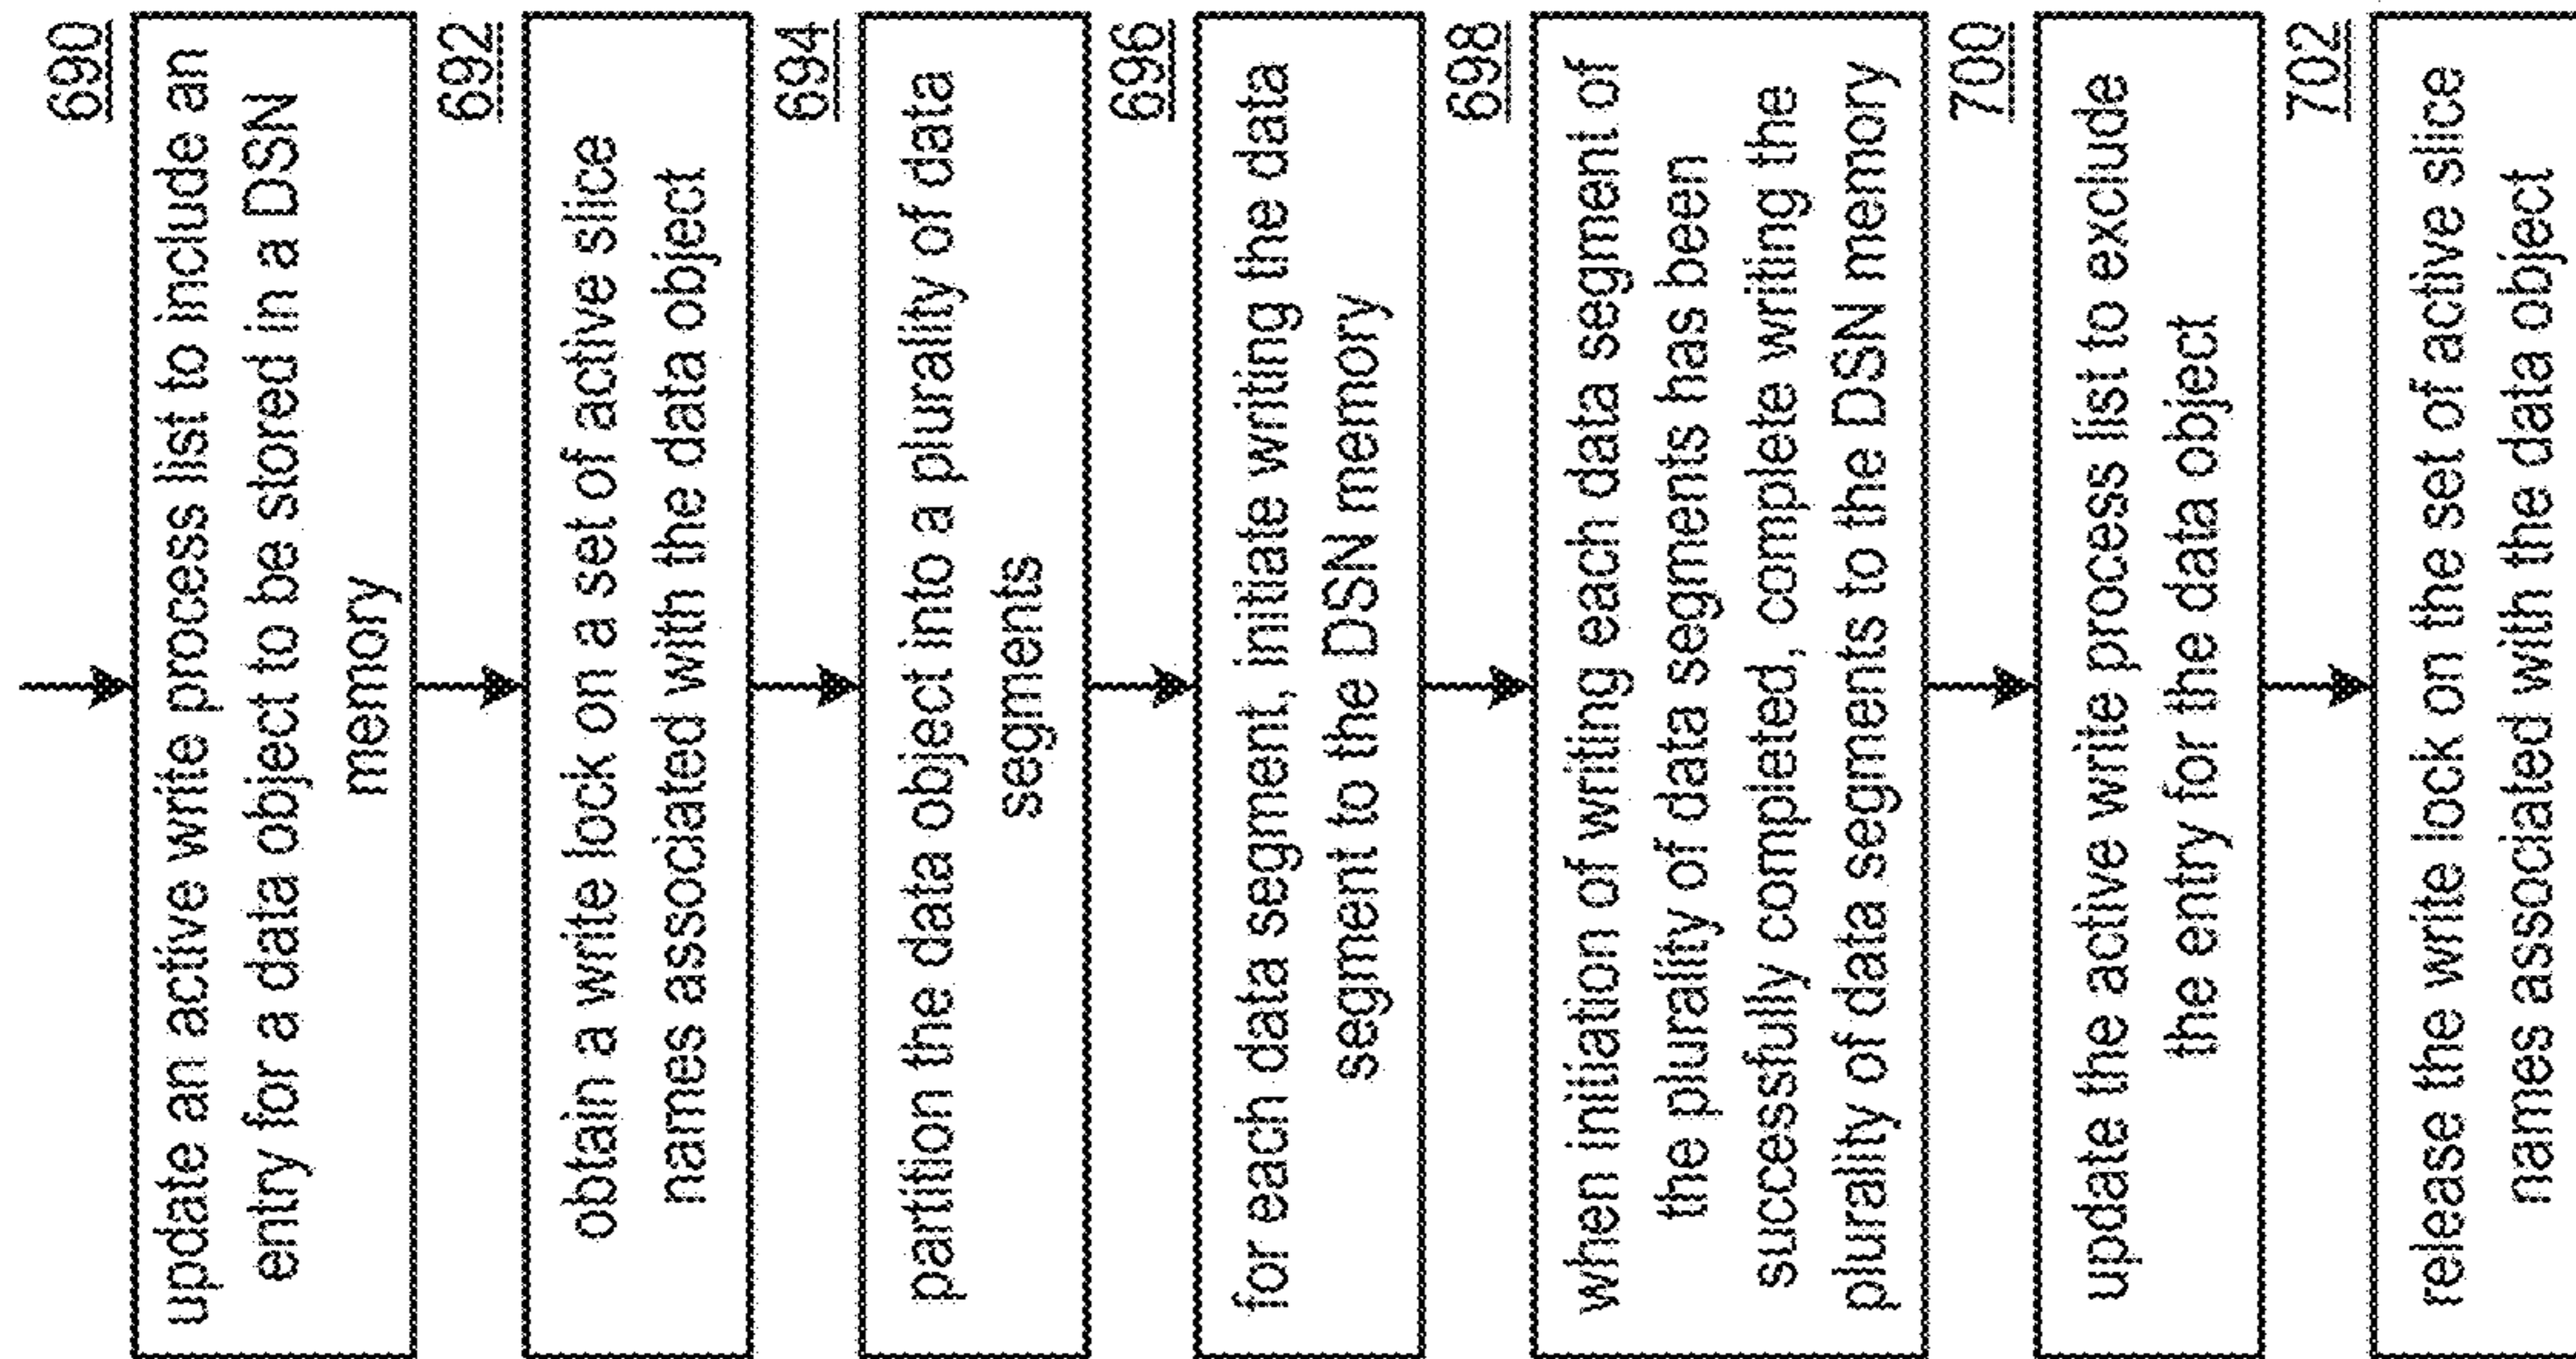 690
update an active write process list to include an
entry for a data object to be stored in a DSN
memory
692
obtain a write lock on a set of active slice
names associated with the data object
694
partition the data object into a plurality of data
segments
696
for each data segment, initiate writing the data
segment to the DSN memory
698
when initiation of writing each data segment of
the plurality of data segments has been
successfully completed, complete writing the
plurality of data segments to the DSN memory
700
update the active write process list to exclude
the entry for the data object
702
release the write lock on the set of active slice
names associated with the data object